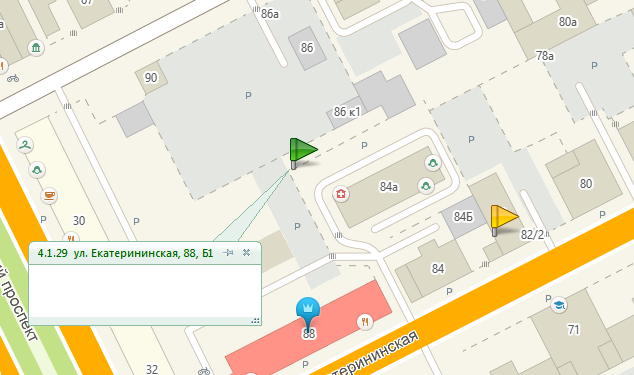 67
80а
86а
86
78а
90
P
P
86 к1
P
84а
80
30
84Б
82/2
P
P
4.1.29 ул. Екатерининская, 88, Б1
84
P
88
71
P
32
P
й проспект
атерининская